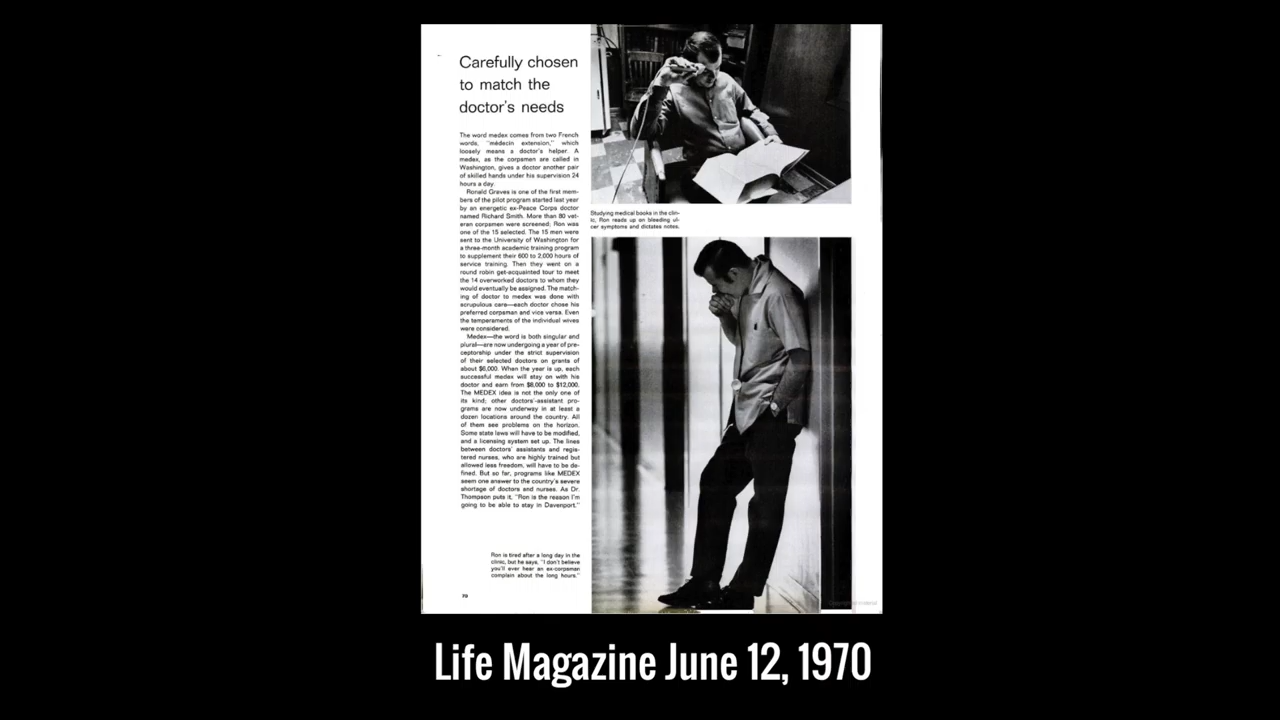 Carefully chosen
to match the
doctor's needs
The word medex comes from two French
words, "médecin extension," which
loosely means a doctor's helper. A
medex, as the corpsmen are called in
Washington, gives a doctor another pair
of skilled hands under his supervision 24
hours a day.
Ronald Graves is one of the first mem-
bers of the pilot program started last year
by an energetic ex-Peace Corps doctor
named Richard Smith. More than 80 vet-
eran corpsmen were screened; Ron was
one of the 15 selected. The 15 men were
sent to the University of Washington for
a three-month academic training program
to supplement their 600 to 2,000 hours of
service training. Then they went on a
round robin get-acquainted tour to meet
the 14 overworked doctors to whom they
would eventually be assigned. The match-
ing of doctor to medex was done with
scrupulous care—each doctor chose his
preferred corpsman and vice versa. Even
the temperaments of the individual wives
were considered.
Medex—the word is both singular and
plural—are now undergoing a year of pre-
ceptorship under the strict supervision
of their selected doctors on grants of
about $6,000. When the year is up, each
successful medex will stay on with his
doctor and earn from $8,000 to $12,000.
The MEDEX idea is not the only one of
its kind; other doctors'-assistant pro-
grams are now underway in at least a
dozen locations around the country. All
of them see problems on the horizon.
Some state laws will have to be modified,
and a licensing system set up. The lines
between doctors' assistants and regis-
tered nurses, who are highly trained but
allowed less freedom, will have to be de-
fined. But so far, programs like MEDEX
seem one answer to the country's severe
shortage of doctors and nurses. As Dr.
Thompson puts it, "Ron is the reason I'm
going to be able to stay in Davenport."
Studying medical books in the clin-
ic, Ron reads up on bleeding ul-
cer symptoms and dictates notes.
Ron is tired after a long day in the
clinic, but he says, "I don't believe
you'll ever hear an ex-corpsman
complain about the long hours."
70
Life Magazine June 12, 1970